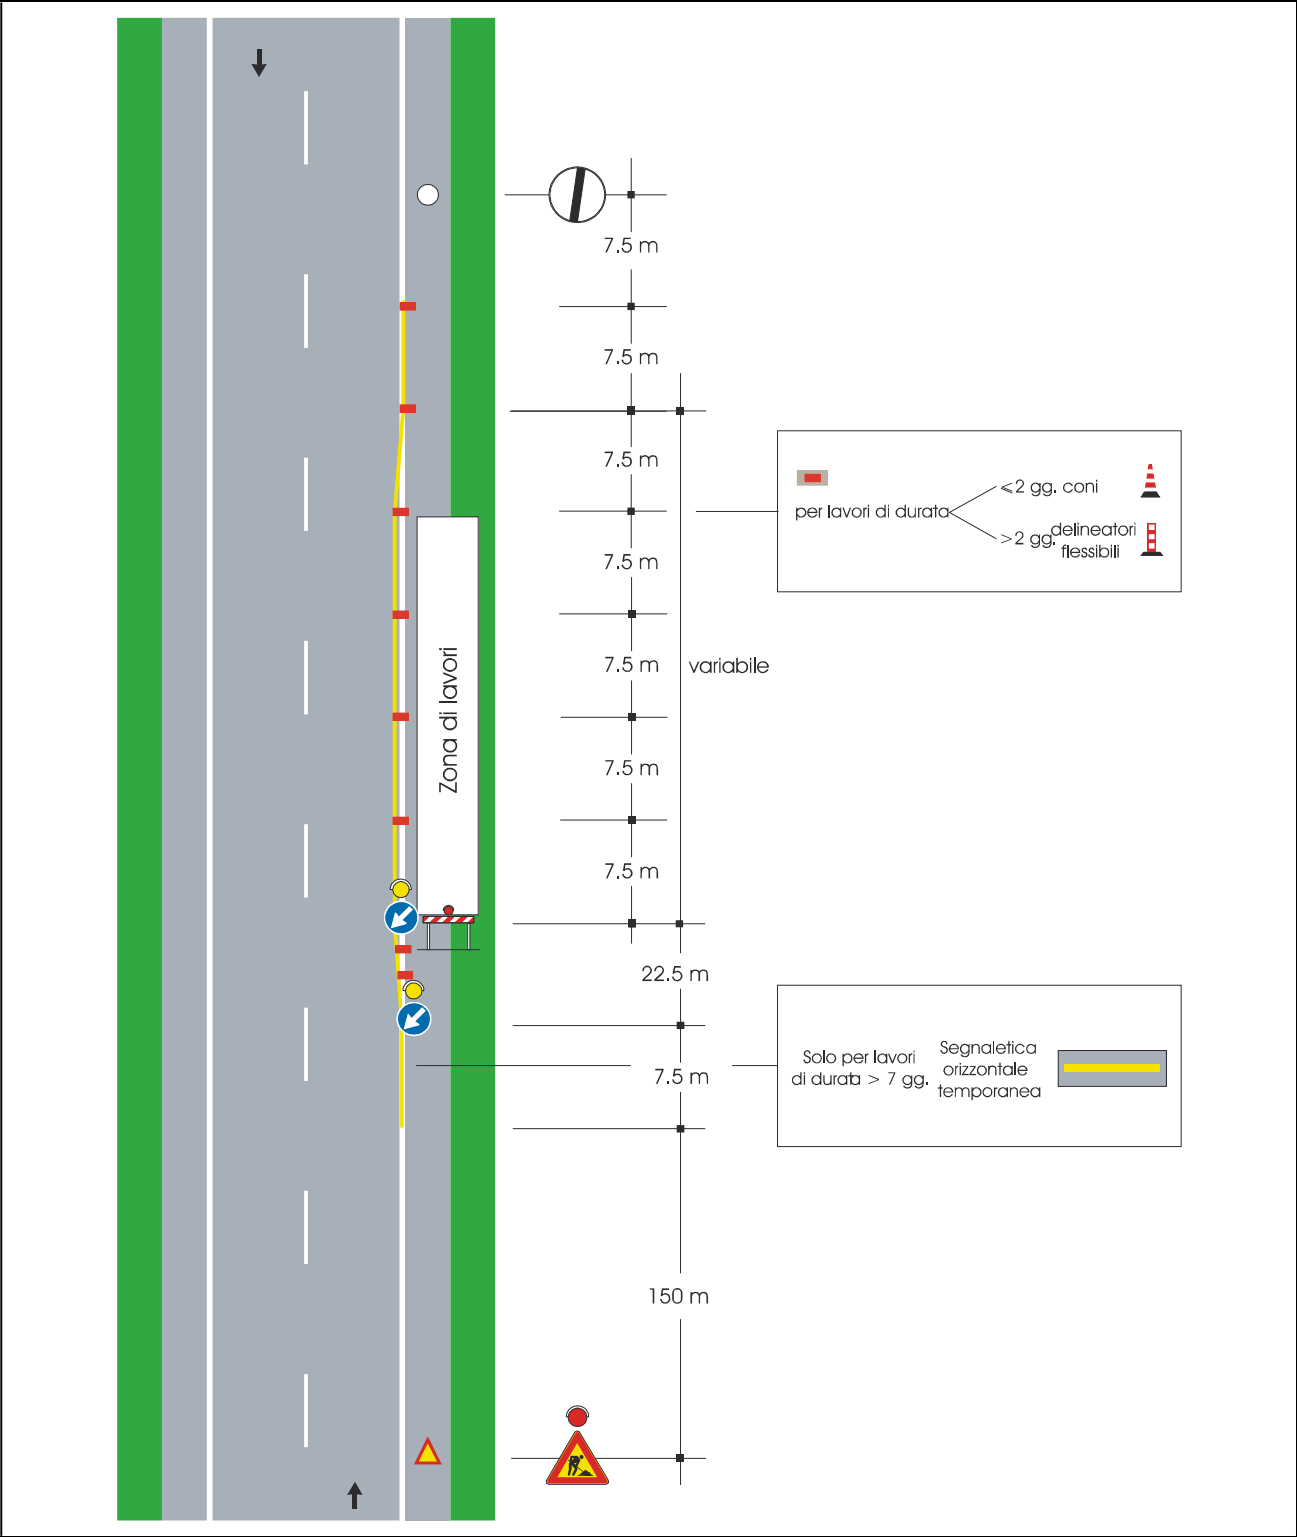 7.5 m
7.5 m
7.5 m
≤2 gg. coni
per lavori di durata
>2 gg.
delineatori
flessibili
7.5 m
Zona di lavori
7.5 m
variabile
7.5 m
7.5 m
22.5 m
Solo per lavori
di durata > 7 gg.
Segnaletica
orizzontale
temporanea
7.5 m
150 m